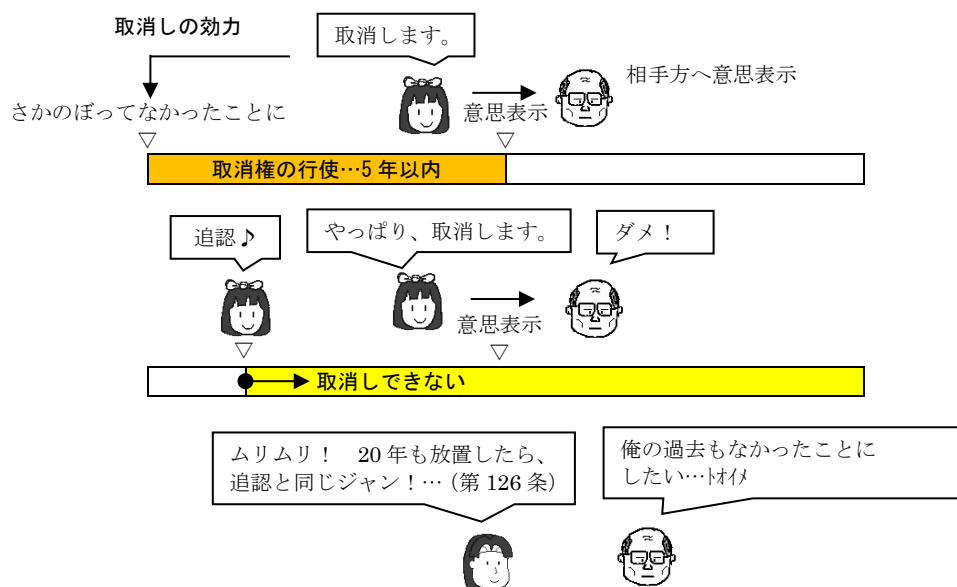 取消しの効力
取消します。
相手方へ意思表示
さかのぼってなかったことに
意思表示
▽
▽
取消権の行使…5年以内
追認♪
やっぱり、取消します。
ダメ！
意思表示
▽
▽
取消しできない
ムリムリ！　20年も放置したら、
追認と同じジャン！…（第126条）
俺の過去もなかったことに
したい…ﾄｵｲﾒ